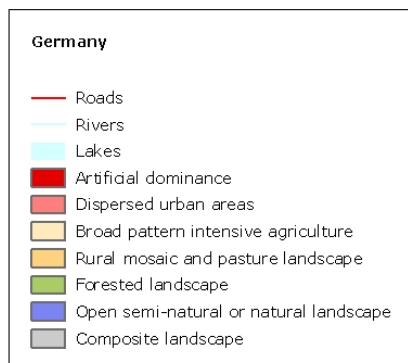 Germany
Roads
Rivers
Lakes
Artificial dominance
Dispersed urban areas
Broad pattern intensive agriculture
Rural mosaic and pasture landscape
Forested landscape
Open semi-natural or natural landscape
Composite landscape